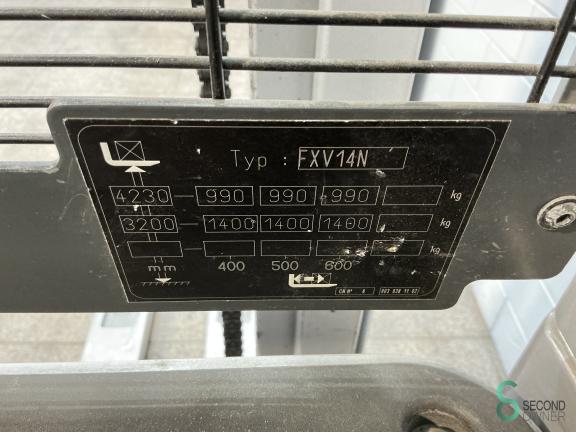 Typ : FXV14N
4230 990 990 990 kg
3200 1400 1400 1400 kg
kg
mm 400 500 600
SECOND OWNER